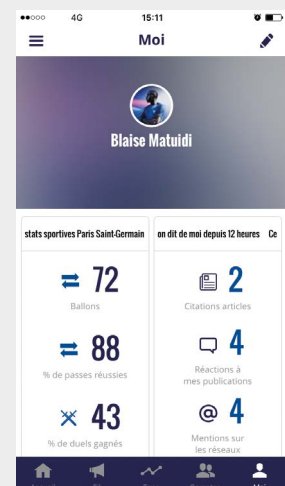 4G 15:11
Moi
Blaise Matuidi
stats sportives Paris Saint-Germain
on dit de moi depuis 12 heures Ce
72
Ballons
2
Citations articles
88
% de passes réussies
4
Réactions à
mes publications
43
% de duels gagnés
@ 4
Mentions sur
les réseaux
Moi